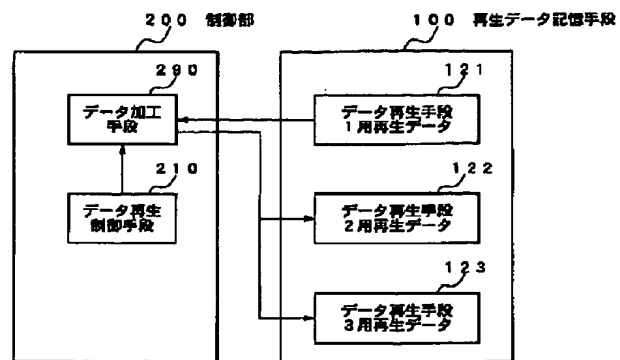 200 制御部
100 再生データ記憶手段
290
データ加工
手段
210
データ再生
制御手段
121
データ再生手段
1用再生データ
122
データ再生手段
2用再生データ
123
データ再生手段
3用再生データ